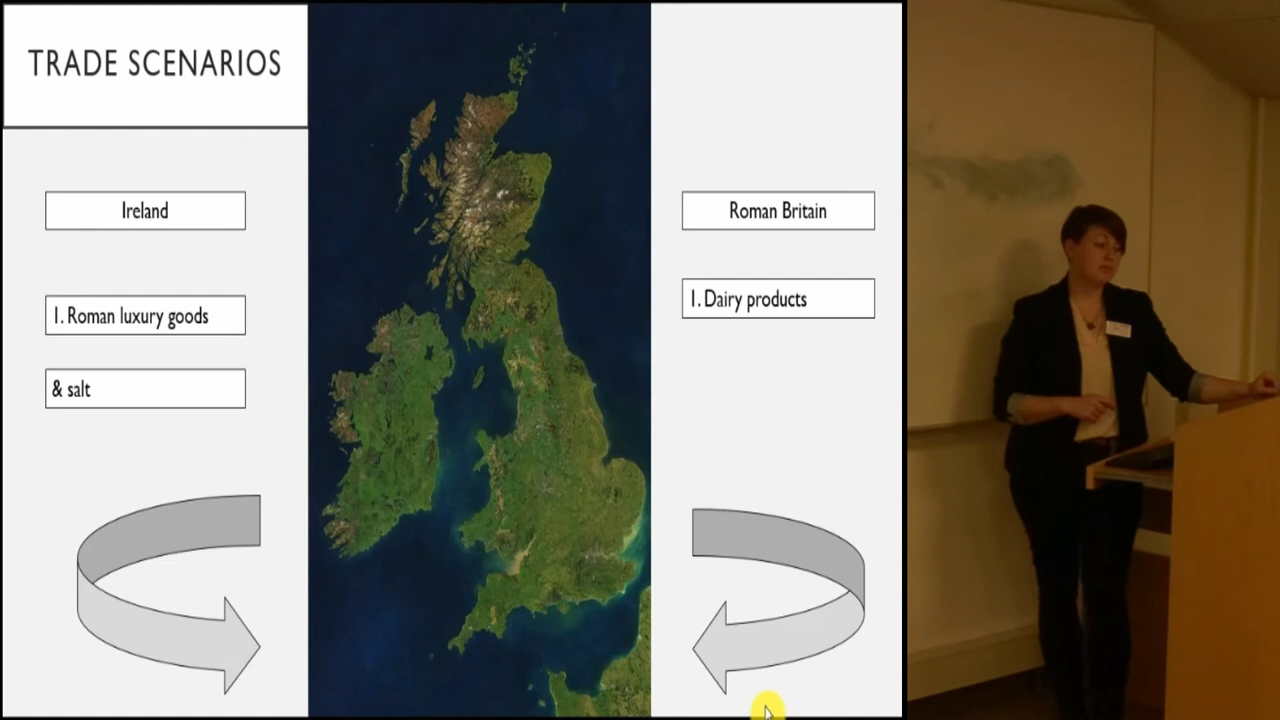 TRADE SCENARIOS
Ireland
1. Roman luxury goods
& salt
Roman Britain
1. Dairy products